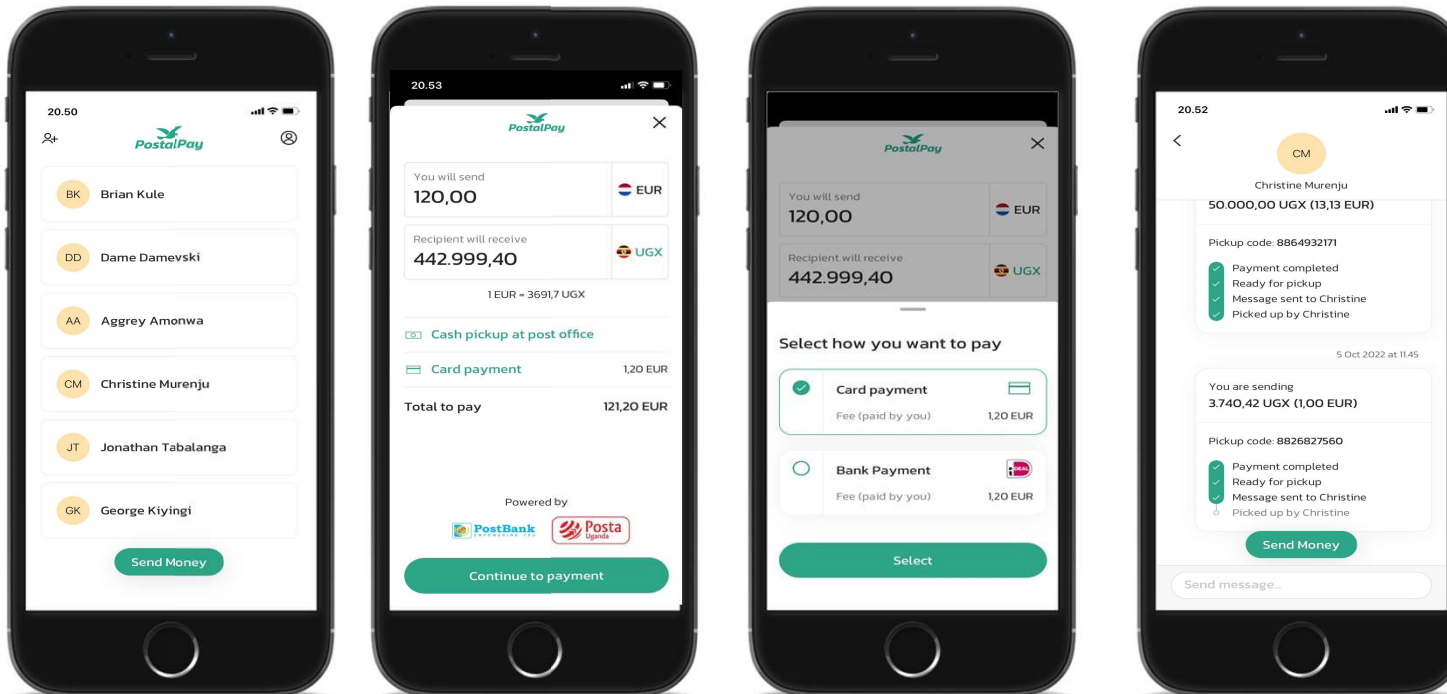 20.50
PostalPay
BK Brian Kule
DD Dame Damevski
AA Aggrey Amonwa
CM Christine Murenju
JT Jonathan Tabalanga
GK George Kiyingi
Send Money
20.53
PostalPay
You will send
120,00 EUR
Recipient will receive
442.999,40 UGX
1 EUR = 3691,7 UGX
Cash pickup at post office
Card payment 1,20 EUR
Total to pay 121,20 EUR
Powered by
PostBank Posta
Uganda
Continue to payment
PostalPay
You will send
120,00 EUR
Recipient will receive
442.999,40 UGX
Select how you want to pay
Card payment
Fee (paid by you) 1,20 EUR
Bank Payment iDEAL
Fee (paid by you) 1,20 EUR
Select
20.52
CM
Christine Murenju
50.000,00 UGX (13,13 EUR)
Pickup code: 8864932171
Payment completed
Ready for pickup
Message sent to Christine
Picked up by Christine
5 Oct 2022 at 11.45
You are sending
3.740,42 UGX (1,00 EUR)
Pickup code: 8826827560
Payment completed
Ready for pickup
Message sent to Christine
Picked up by Christine
Send Money
Send message...